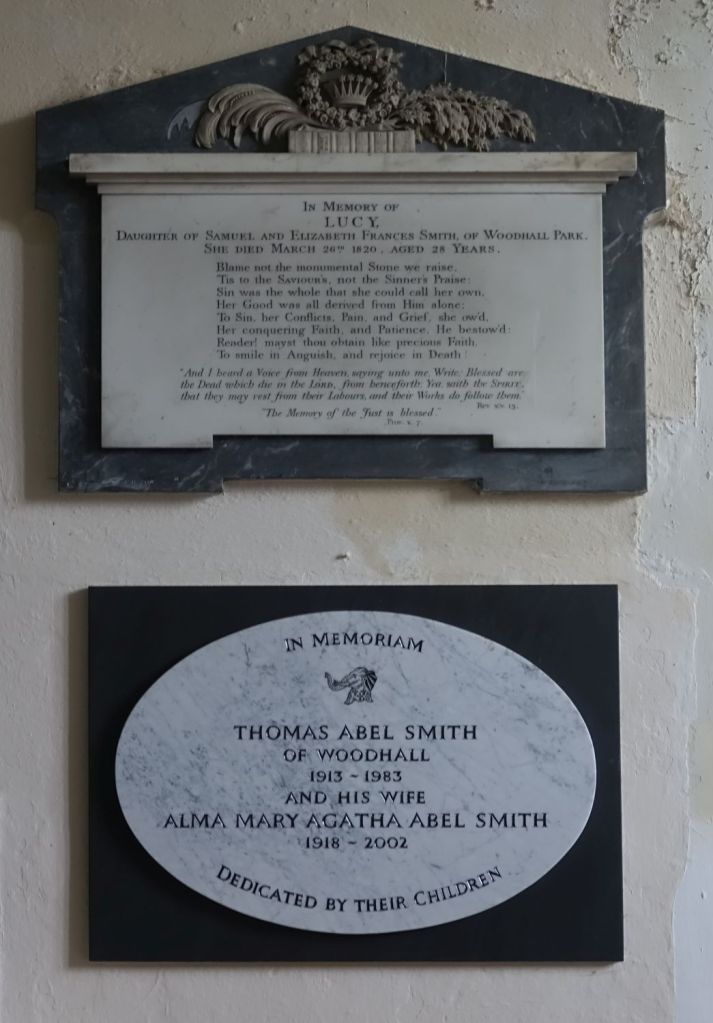 In Memory of
LUCY,
Daughter of Samuel and Elizabeth Frances Smith, of Woodhall Park.
She died March 26th 1820, aged 28 Years.
Blame not the monumental Stone we raise,
'Tis to the Saviour's, not the Sinner's Praise;
Sin was the whole that she could call her own,
Her Good was all derived from Him alone;
To Sin, her Conflicts, Pain, and Grief, she ow'd,
Her conquering Faith, and Patience, He bestow'd:
Reader! mayst thou obtain like precious Faith,
To smile in Anguish, and rejoice in Death!
"And I heard a Voice from Heaven, saying unto me, Write, Blessed are
the Dead which die in the Lord, from henceforth: Yea, saith the Spirit,
that they may rest from their Labours, and their Works do follow them."
Rev. xiv. 13.
"The Memory of the Just is blessed."
Prov. x. 7.
IN MEMORIAM
THOMAS ABEL SMITH
OF WOODHALL
1913 ~ 1983
AND HIS WIFE
ALMA MARY AGATHA ABEL SMITH
1918 ~ 2002
DEDICATED BY THEIR CHILDREN